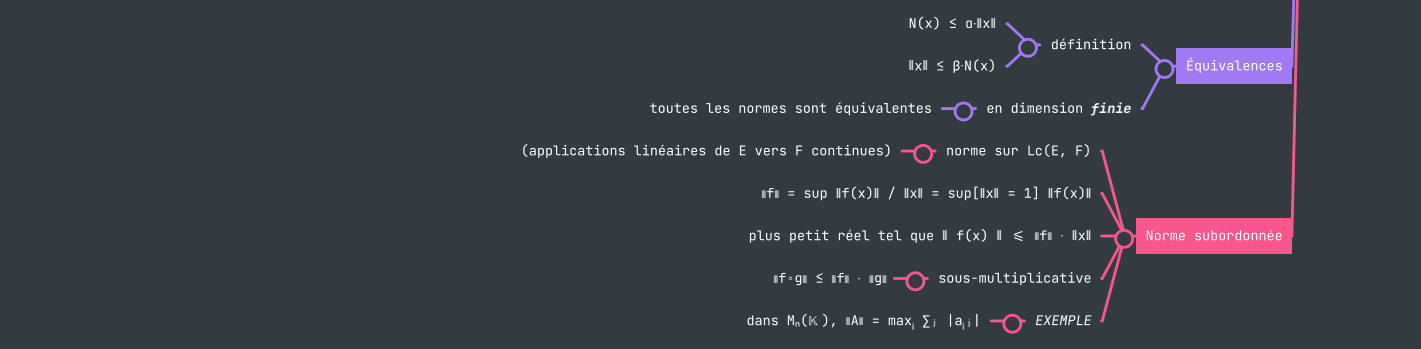 N(x) ≤ α·‖x‖
définition
‖x‖ ≤ β·N(x)
Équivalences
toutes les normes sont équivalentes
en dimension finie
(applications linéaires de E vers F continues)
norme sur Lc(E, F)
⦀f⦀ = sup ‖f(x)‖ / ‖x‖ = sup[‖x‖ = 1] ‖f(x)‖
plus petit réel tel que ‖ f(x) ‖ ⩽ ⦀f⦀ · ‖x‖
Norme subordonnée
⦀f∘g⦀ ≤ ⦀f⦀ · ⦀g⦀
sous-multiplicative
dans Mₙ(𝕂), ⦀A⦀ = maxᵢ ∑ⱼ |aᵢⱼ|
EXEMPLE